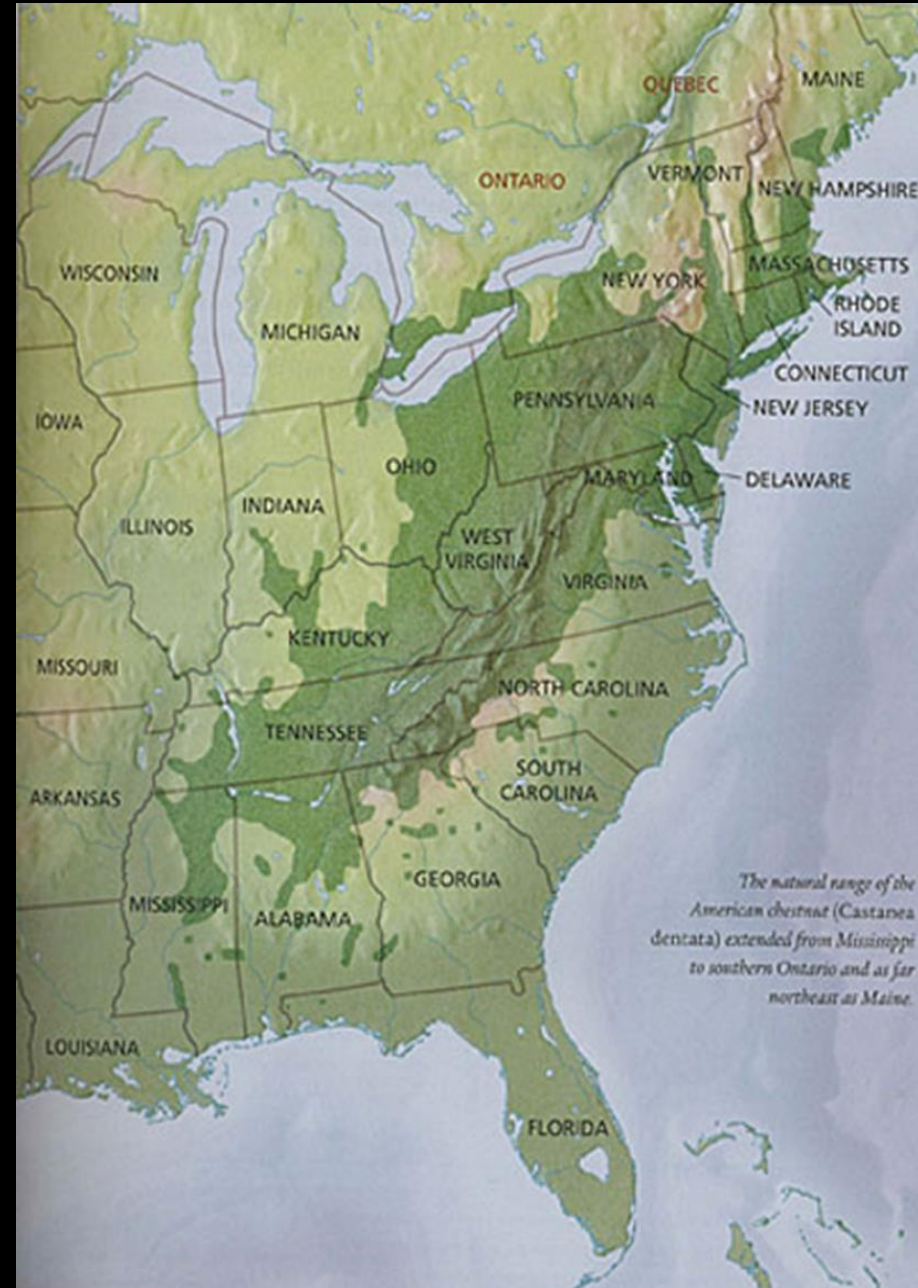 QUEBEC
MAINE
ONTARIO
VERMONT
NEW HAMPSHIRE
WISCONSIN
MASSACHUSETTS
NEW YORK
RHODE
ISLAND
MICHIGAN
CONNECTICUT
PENNSYLVANIA
NEW JERSEY
IOWA
OHIO
MARYLAND
DELAWARE
INDIANA
ILLINOIS
WEST
VIRGINIA
VIRGINIA
KENTUCKY
MISSOURI
NORTH CAROLINA
TENNESSEE
SOUTH
CAROLINA
ARKANSAS
GEORGIA
MISSISSIPPI
ALABAMA
The natural range of the
American chestnut (Castanea
dentata) extended from Mississippi
to southern Ontario and as far
northeast as Maine.
LOUISIANA
FLORIDA